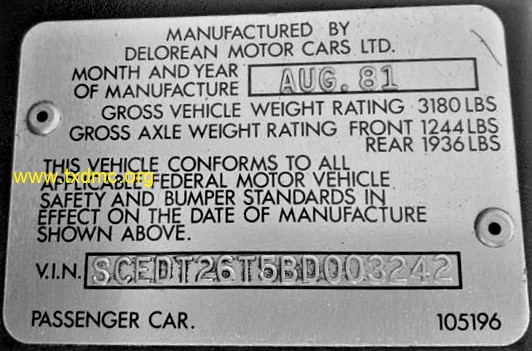 MANUFACTURED BY
DELOREAN MOTOR CARS LTD.
MONTH AND YEAR
OF MANUFACTURE AUG. 81
GROSS VEHICLE WEIGHT RATING 3180 LBS
GROSS AXLE WEIGHT RATING FRONT 1244 LBS
REAR 1936 LBS
THIS VEHICLE CONFORMS TO ALL
www.txdmc.org
APPLICABLE FEDERAL MOTOR VEHICLE
SAFETY AND BUMPER STANDARDS IN
EFFECT ON THE DATE OF MANUFACTURE
SHOWN ABOVE.
V.I.N. SCEDT26T5BD003242
PASSENGER CAR. 105196